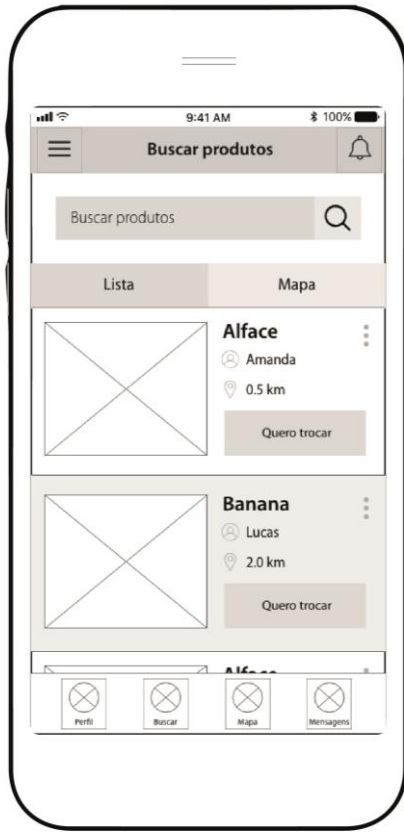 9:41 AM 100%
Buscar produtos
Buscar produtos
Lista Mapa
Alface
Amanda
0.5 km
Quero trocar
Banana
Lucas
2.0 km
Quero trocar
Alface
Perfil Buscar Mapa Mensagens